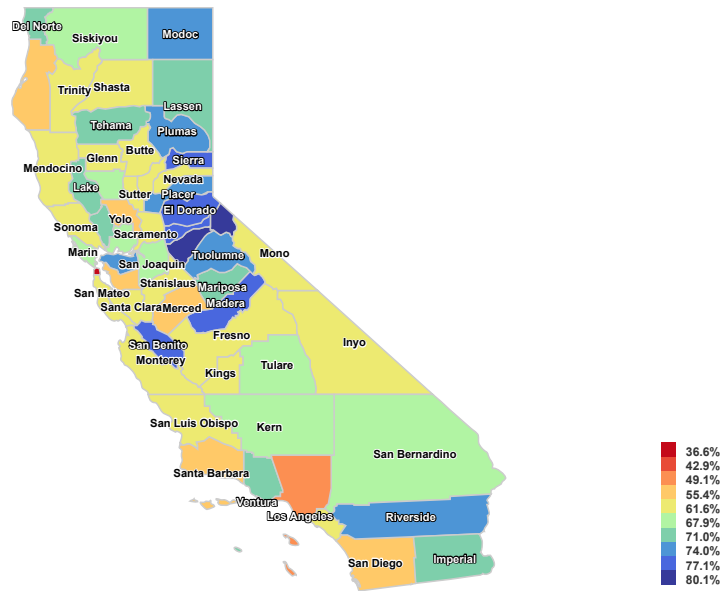 Del Norte
Siskiyou
Modoc
Trinity
Shasta
Lassen
Tehama
Plumas
Butte
Glenn
Sierra
Mendocino
Nevada
Lake
Sutter
Placer
El Dorado
Yolo
Sonoma
Sacramento
Marin
Mono
Tuolumne
San Joaquin
Stanislaus
Mariposa
San Mateo
Madera
Santa Clara
Merced
Fresno
Inyo
San Benito
Monterey
Tulare
Kings
San Luis Obispo
Kern
San Bernardino
Santa Barbara
Ventura
Los Angeles
Riverside
Imperial
San Diego
36.6%
42.9%
49.1%
55.4%
61.6%
67.9%
71.0%
74.0%
77.1%
80.1%